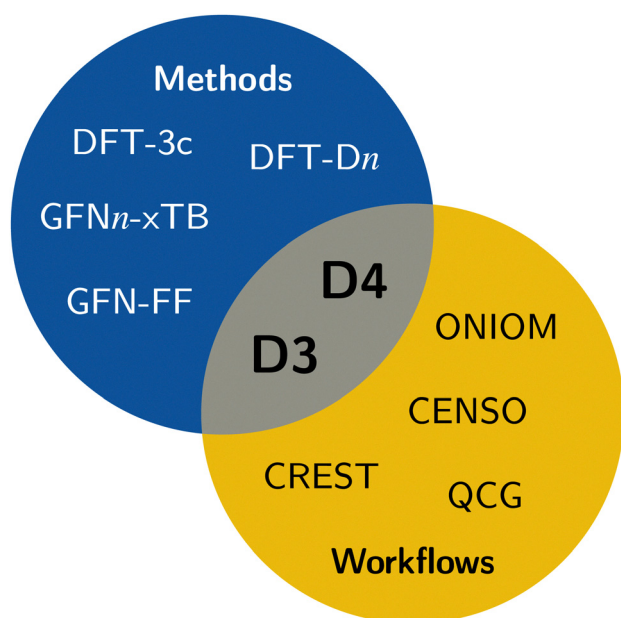 Methods
DFT-3c
DFT-Dn
GFNn-xTB
GFN-FF
D4
D3
ONIOM
CENSO
CREST
QCG
Workflows